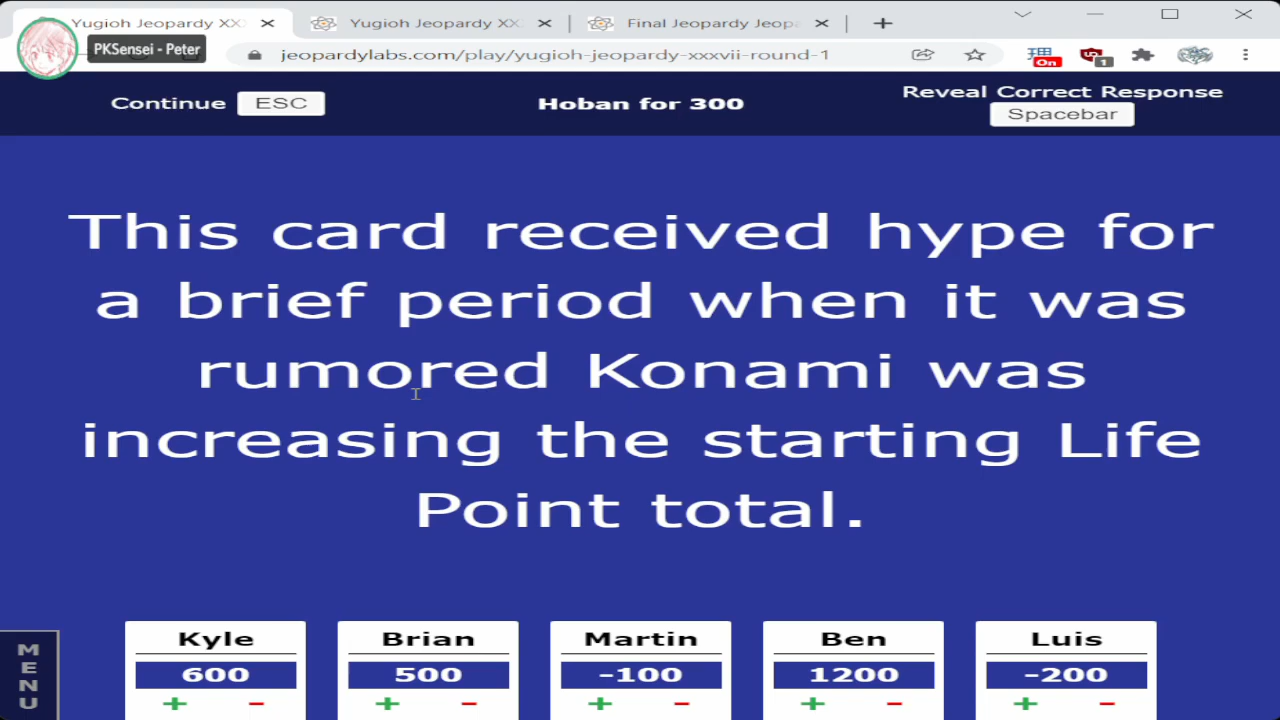 Yugioh Jeopardy XX
Yugioh Jeopardy XX
Final Jeopardy Jeop
PKSensei - Peter
jeopardylabs.com/play/yugioh-jeopardy-xxxvii-round-1
理
On
1
Continue ESC
Hoban for 300
Reveal Correct Response
Spacebar
This card received hype for
a brief period when it was
rumored Konami was
increasing the starting Life
Point total.
MENU
Kyle
600
+ -
Brian
500
+ -
Martin
-100
+ -
Ben
1200
+ -
Luis
-200
+ -